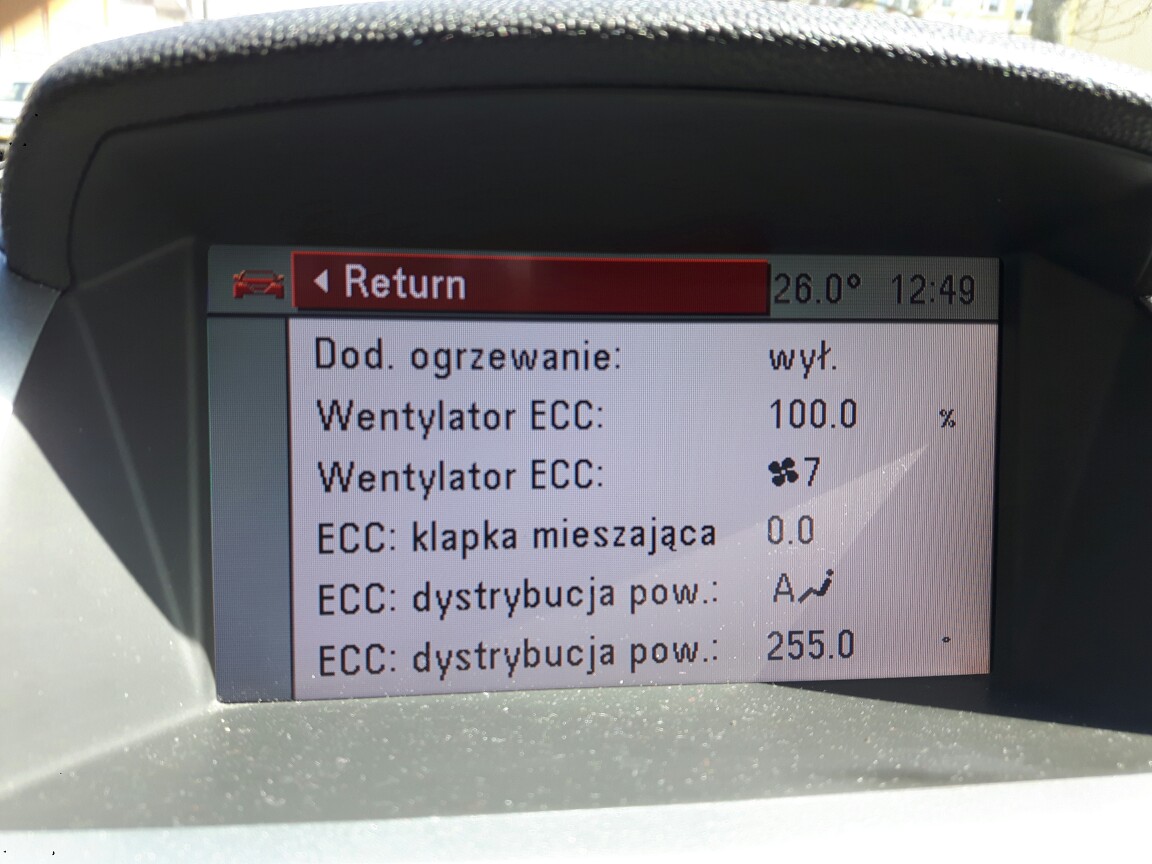 Return 26.0° 12:49
Dod. ogrzewanie: wył.
Wentylator ECC: 100.0 %
Wentylator ECC: 7
ECC: klapka mieszająca 0.0
ECC: dystrybucja pow.: A
ECC: dystrybucja pow.: 255.0 °